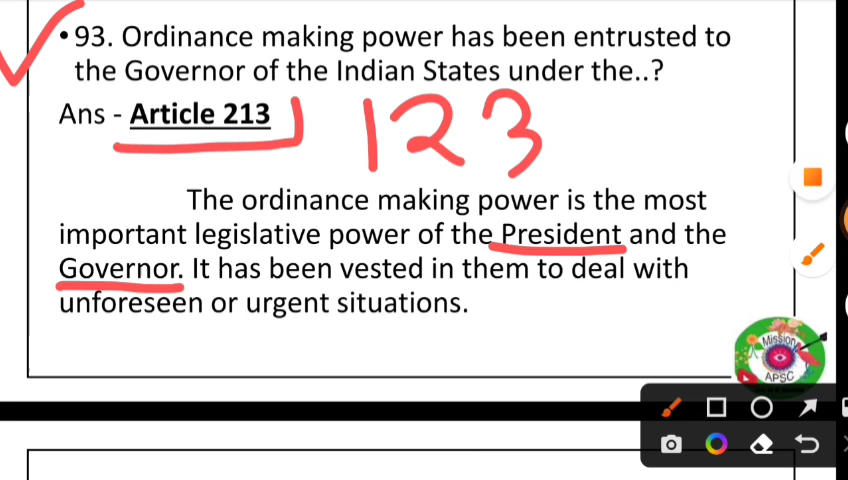 • 93. Ordinance making power has been entrusted to
the Governor of the Indian States under the..?
Ans - Article 213
123
The ordinance making power is the most
important legislative power of the President and the
Governor. It has been vested in them to deal with
unforeseen or urgent situations.
Mission
APSC